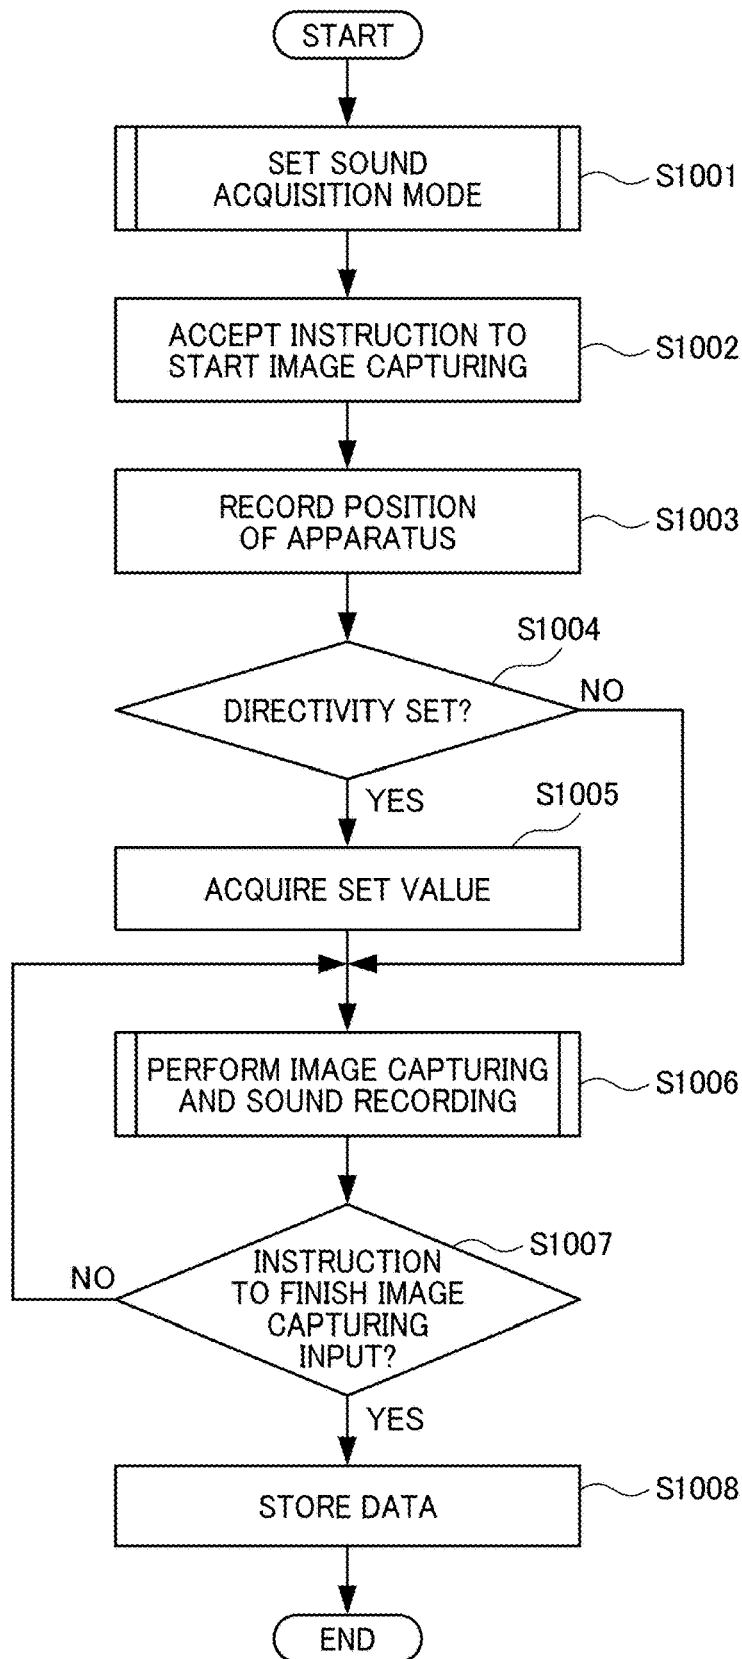 START
SET SOUND
ACQUISITION MODE
S1001
ACCEPT INSTRUCTION TO
START IMAGE CAPTURING
S1002
RECORD POSITION
OF APPARATUS
S1003
S1004
DIRECTIVITY SET?
NO
YES
S1005
ACQUIRE SET VALUE
PERFORM IMAGE CAPTURING
AND SOUND RECORDING
S1006
S1007
INSTRUCTION
TO FINISH IMAGE
CAPTURING
INPUT?
NO
YES
STORE DATA
S1008
END